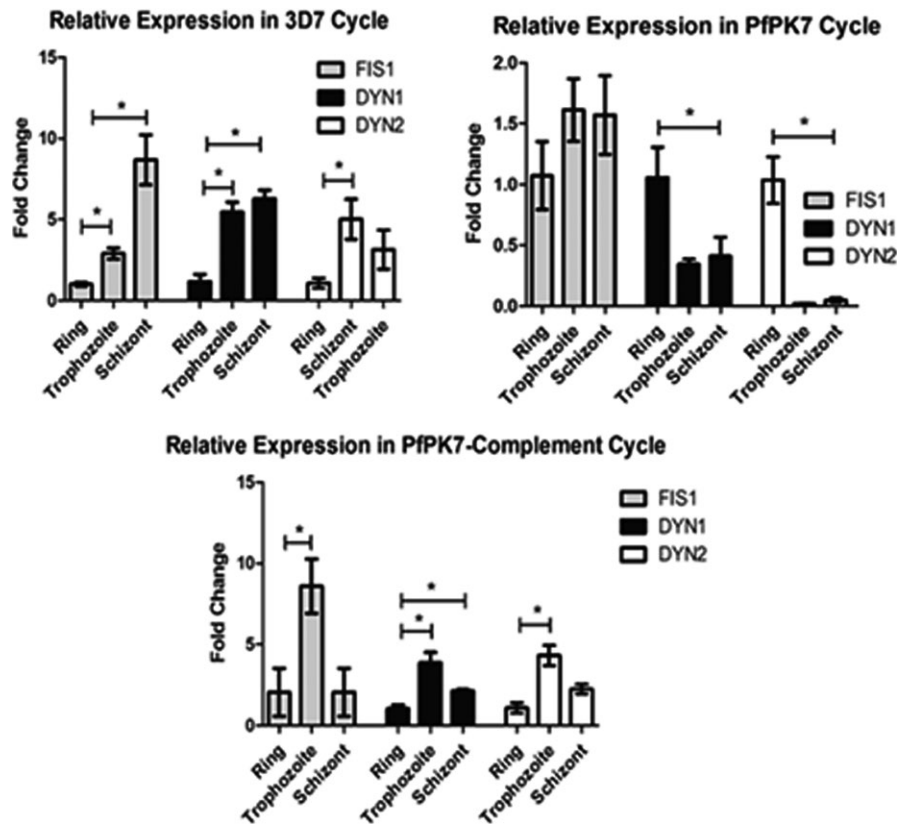 Relative Expression in 3D7 Cycle
Fold Change
15
10
5
0
*
*
*
*
*
FIS1
DYN1
DYN2
Ring
Trophozoite
Schizont
Ring
Trophozoite
Schizont
Ring
Schizont
Trophozoite
Relative Expression in PfPK7 Cycle
Fold Change
2.0
1.5
1.0
0.5
0.0
*
*
FIS1
DYN1
DYN2
Ring
Trophozoite
Schizont
Ring
Trophozoite
Schizont
Ring
Trophozoite
Schizont
Relative Expression in PfPK7-Complement Cycle
Fold Change
15
10
5
0
*
*
*
*
FIS1
DYN1
DYN2
Ring
Trophozoite
Schizont
Ring
Trophozoite
Schizont
Ring
Trophozoite
Schizont